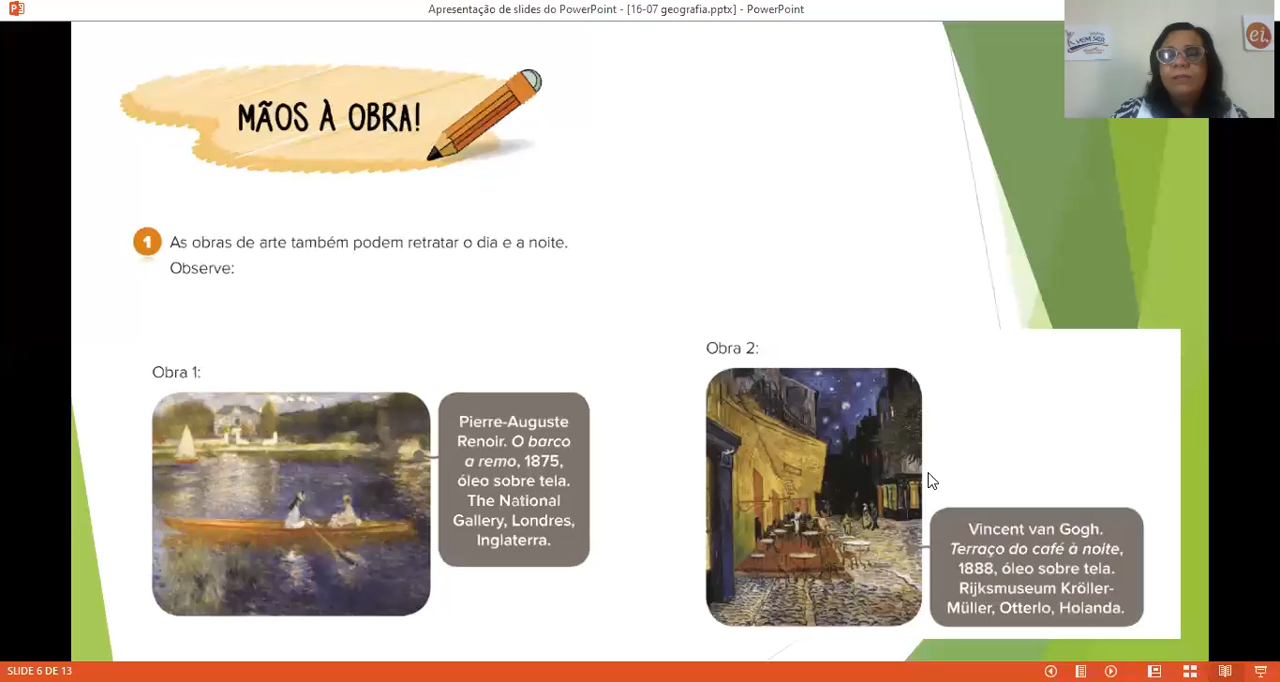 Apresentação de slides do PowerPoint - [16-07 geografia.pptx] - PowerPoint
ei.
MÃOS À OBRA!
1 As obras de arte também podem retratar o dia e a noite.
Observe:
Obra 1:
Pierre-Auguste
Renoir. O barco
a remo, 1875,
óleo sobre tela.
The National
Gallery, Londres,
Inglaterra.
Obra 2:
Vincent van Gogh.
Terraço do café à noite,
1888, óleo sobre tela.
Rijksmuseum Kröller-
Müller, Otterlo, Holanda.
SLIDE 6 DE 13